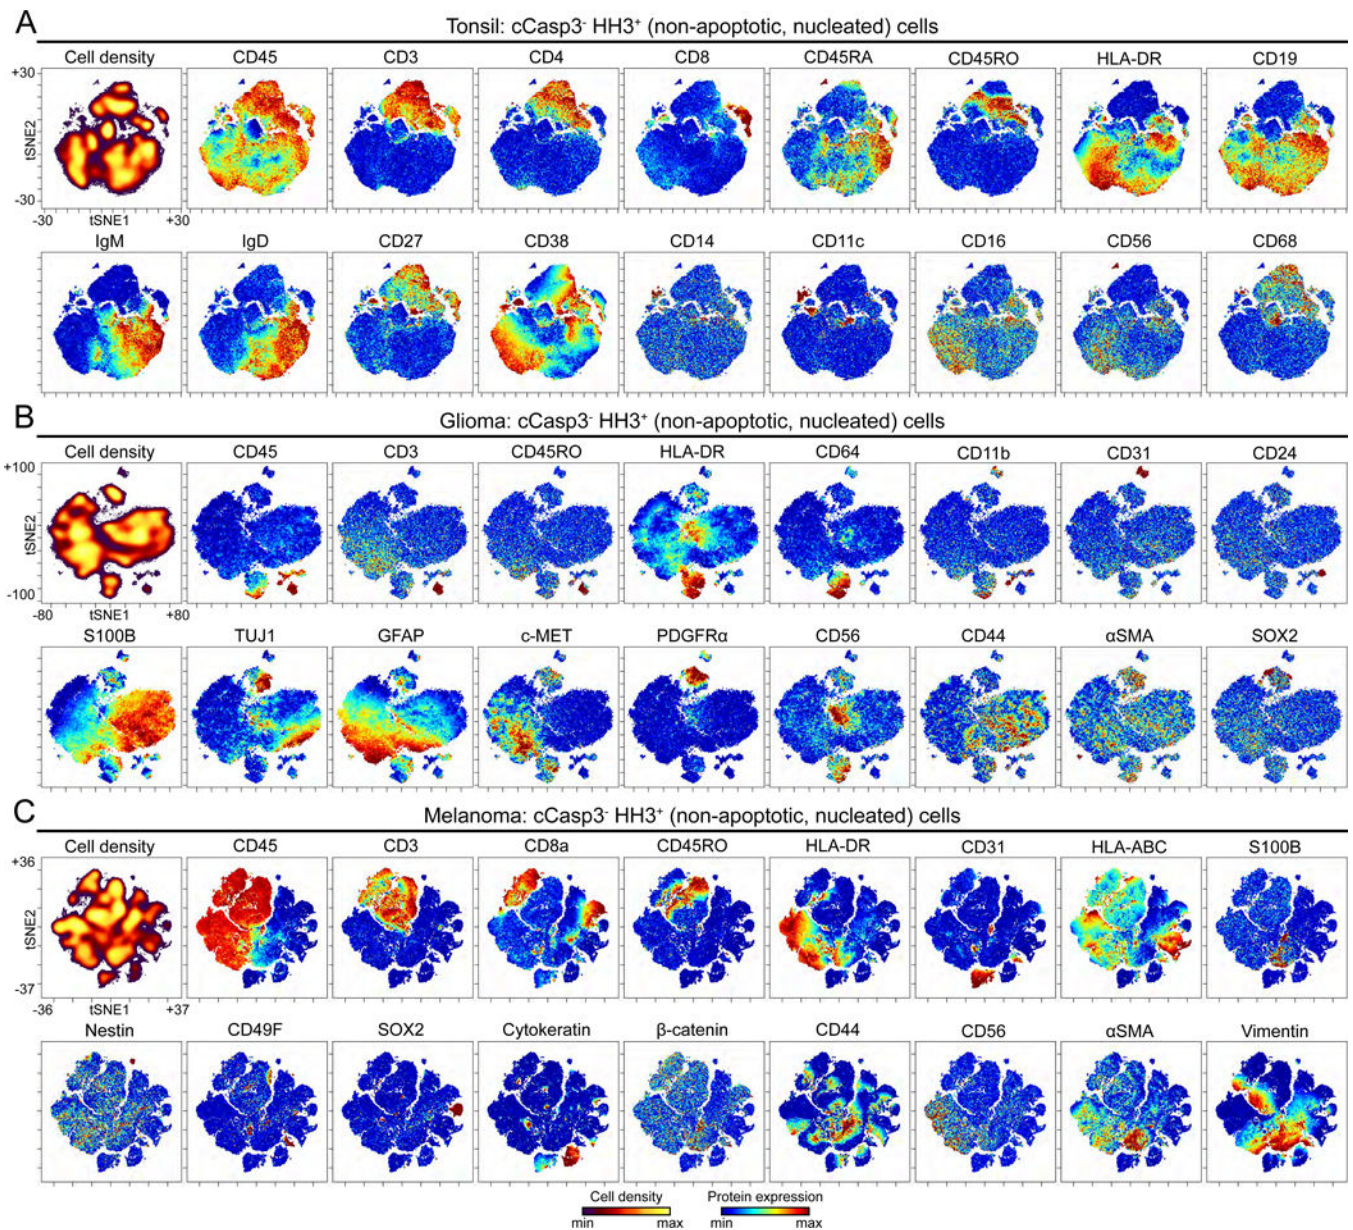 A
Tonsil: cCasp3- HH3+ (non-apoptotic, nucleated) cells
Cell density CD45 CD3 CD4 CD8 CD45RA CD45RO HLA-DR CD19
+30
tSNE2
-30
-30 tSNE1 +30
IgM IgD CD27 CD38 CD14 CD11c CD16 CD56 CD68
B
Glioma: cCasp3- HH3+ (non-apoptotic, nucleated) cells
Cell density CD45 CD3 CD45RO HLA-DR CD64 CD11b CD31 CD24
+100
tSNE2
-100
-80 tSNE1 +80
S100B TUJ1 GFAP c-MET PDGFRα CD56 CD44 αSMA SOX2
C
Melanoma: cCasp3- HH3+ (non-apoptotic, nucleated) cells
Cell density CD45 CD3 CD8a CD45RO HLA-DR CD31 HLA-ABC S100B
+36
tSNE2
-37
-36 tSNE1 +37
Nestin CD49F SOX2 Cytokeratin β-catenin CD44 CD56 αSMA Vimentin
Cell density Protein expression
min max min max